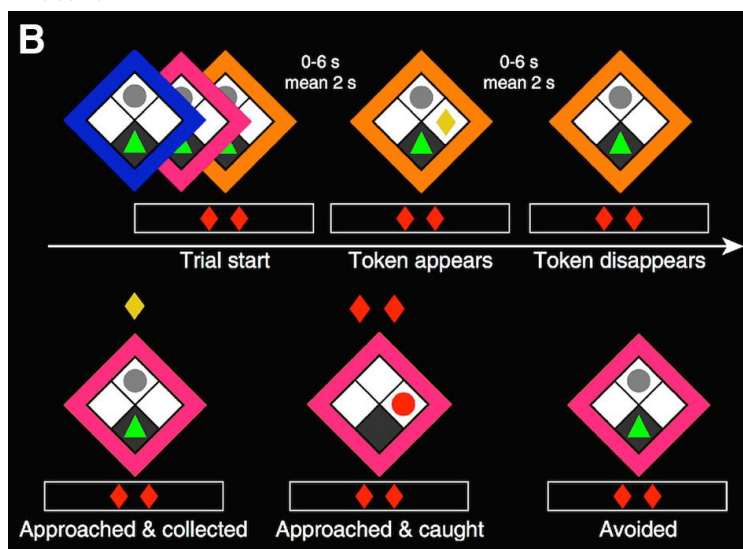 B
0-6 s
mean 2 s
0-6 s
mean 2 s
Trial start
Token appears
Token disappears
Approached & collected
Approached & caught
Avoided